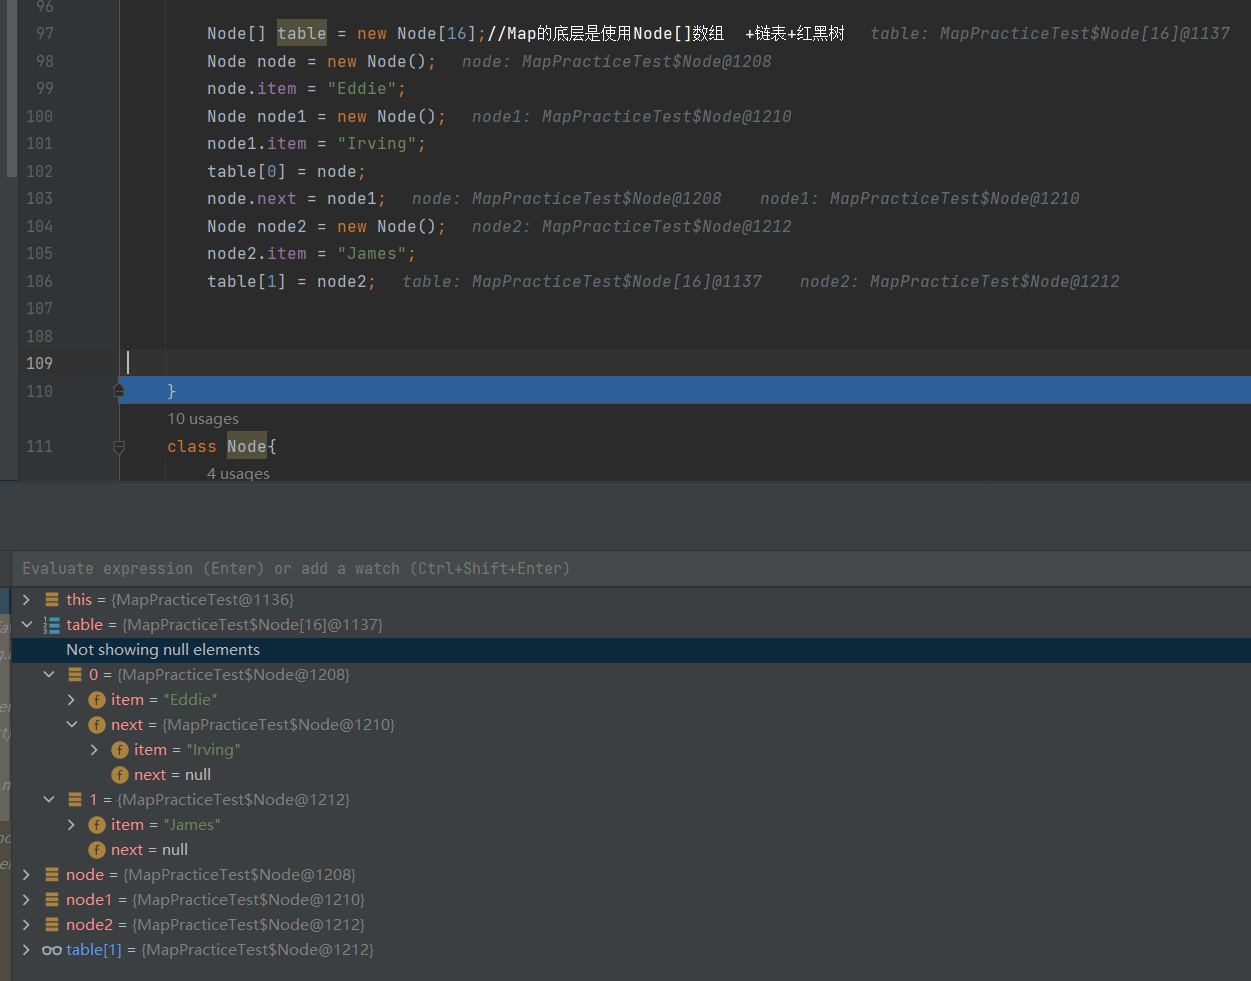 96
97 Node[] table = new Node[16];//Map的底层是使用Node[]数组 +链表+红黑树 table: MapPracticeTest$Node[16]@1137
98 Node node = new Node(); node: MapPracticeTest$Node@1208
99 node.item = "Eddie";
100 Node node1 = new Node(); node1: MapPracticeTest$Node@1210
101 node1.item = "Irving";
102 table[0] = node;
103 node.next = node1; node: MapPracticeTest$Node@1208 node1: MapPracticeTest$Node@1210
104 Node node2 = new Node(); node2: MapPracticeTest$Node@1212
105 node2.item = "James";
106 table[1] = node2; table: MapPracticeTest$Node[16]@1137 node2: MapPracticeTest$Node@1212
107
108
109
110 }
10 usages
111 class Node{
4 usages
Evaluate expression (Enter) or add a watch (Ctrl+Shift+Enter)
this = {MapPracticeTest@1136}
table = {MapPracticeTest$Node[16]@1137}
Not showing null elements
0 = {MapPracticeTest$Node@1208}
item = "Eddie"
next = {MapPracticeTest$Node@1210}
item = "Irving"
next = null
1 = {MapPracticeTest$Node@1212}
item = "James"
next = null
node = {MapPracticeTest$Node@1208}
node1 = {MapPracticeTest$Node@1210}
node2 = {MapPracticeTest$Node@1212}
table[1] = {MapPracticeTest$Node@1212}